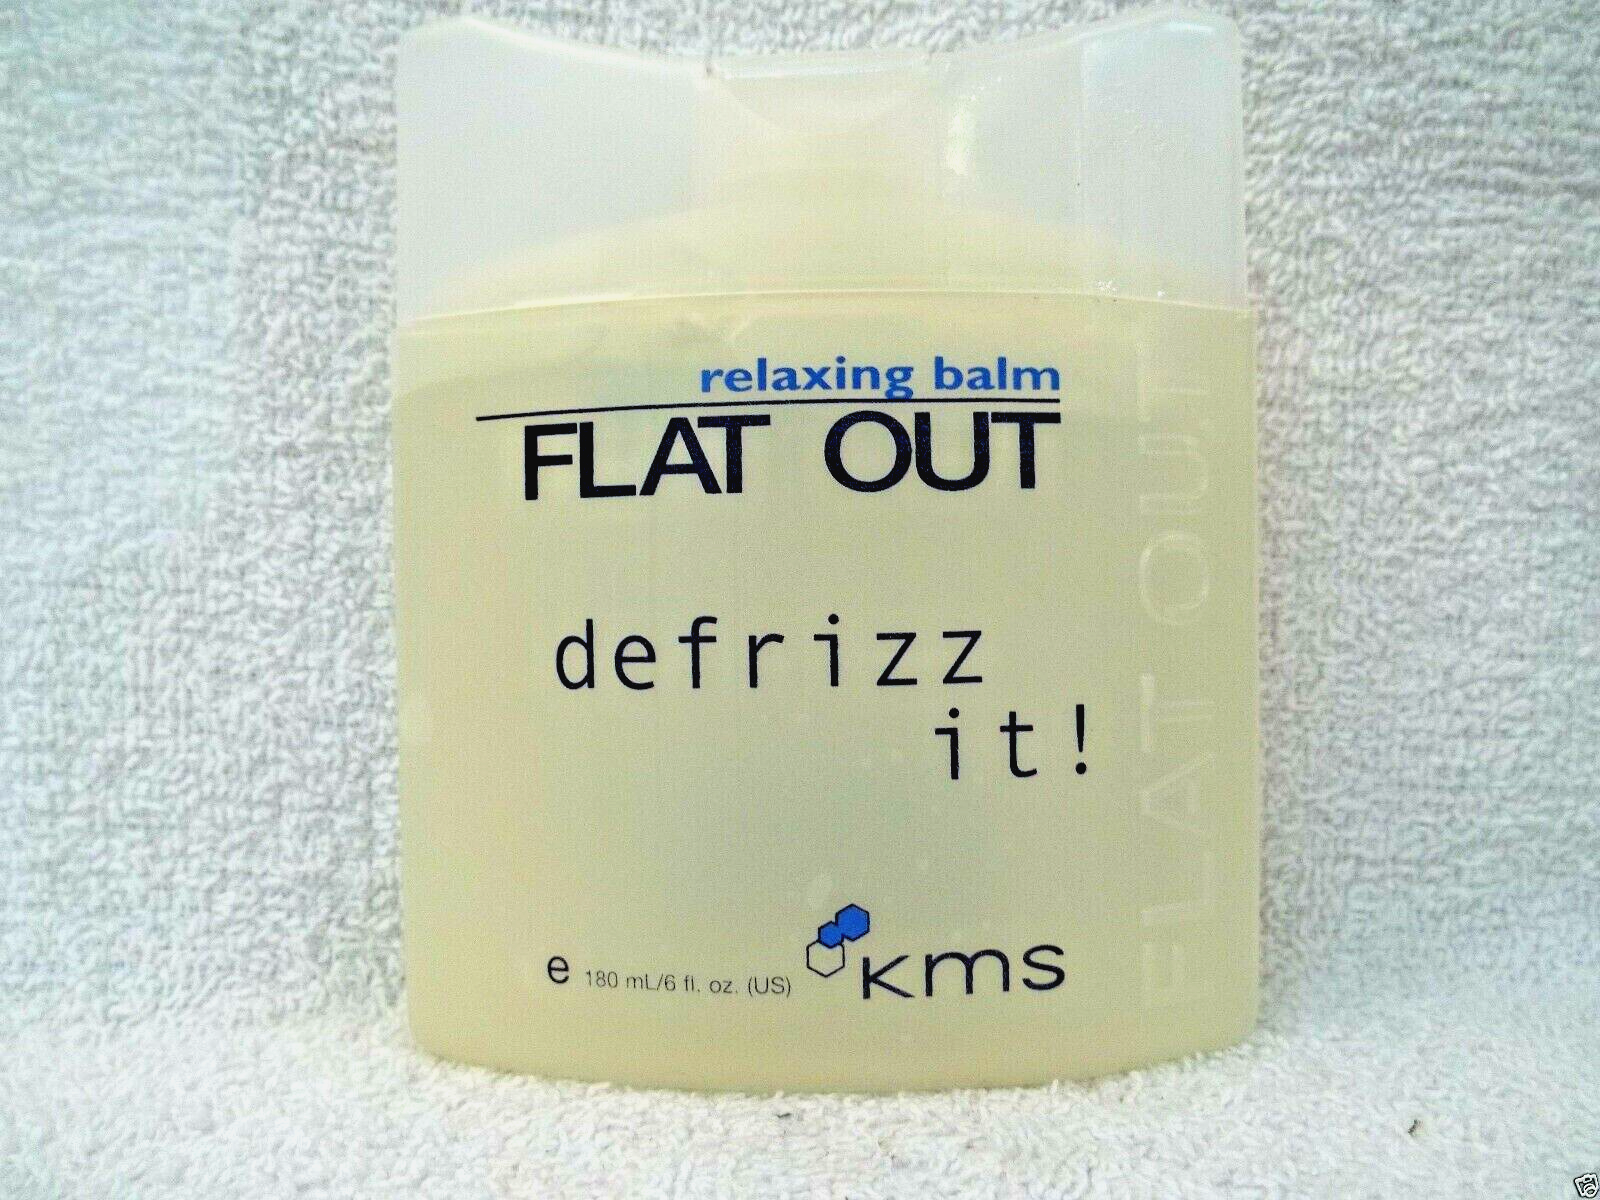 relaxing balm
FLAT OUT
defrizz
it!
e 180 mL/6 fl. oz. (US) kms
FLAT OUT